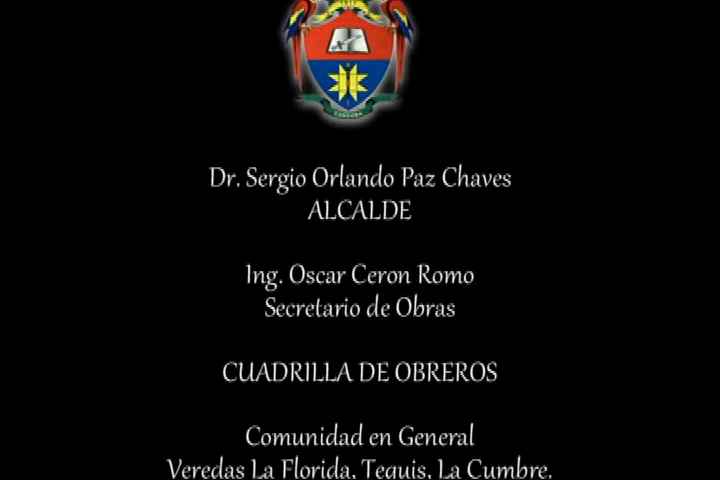 Dr. Sergio Orlando Paz Chaves
ALCALDE
Ing. Oscar Ceron Romo
Secretario de Obras
CUADRILLA DE OBREROS
Comunidad en General
Veredas La Florida, Tequis, La Cumbre,